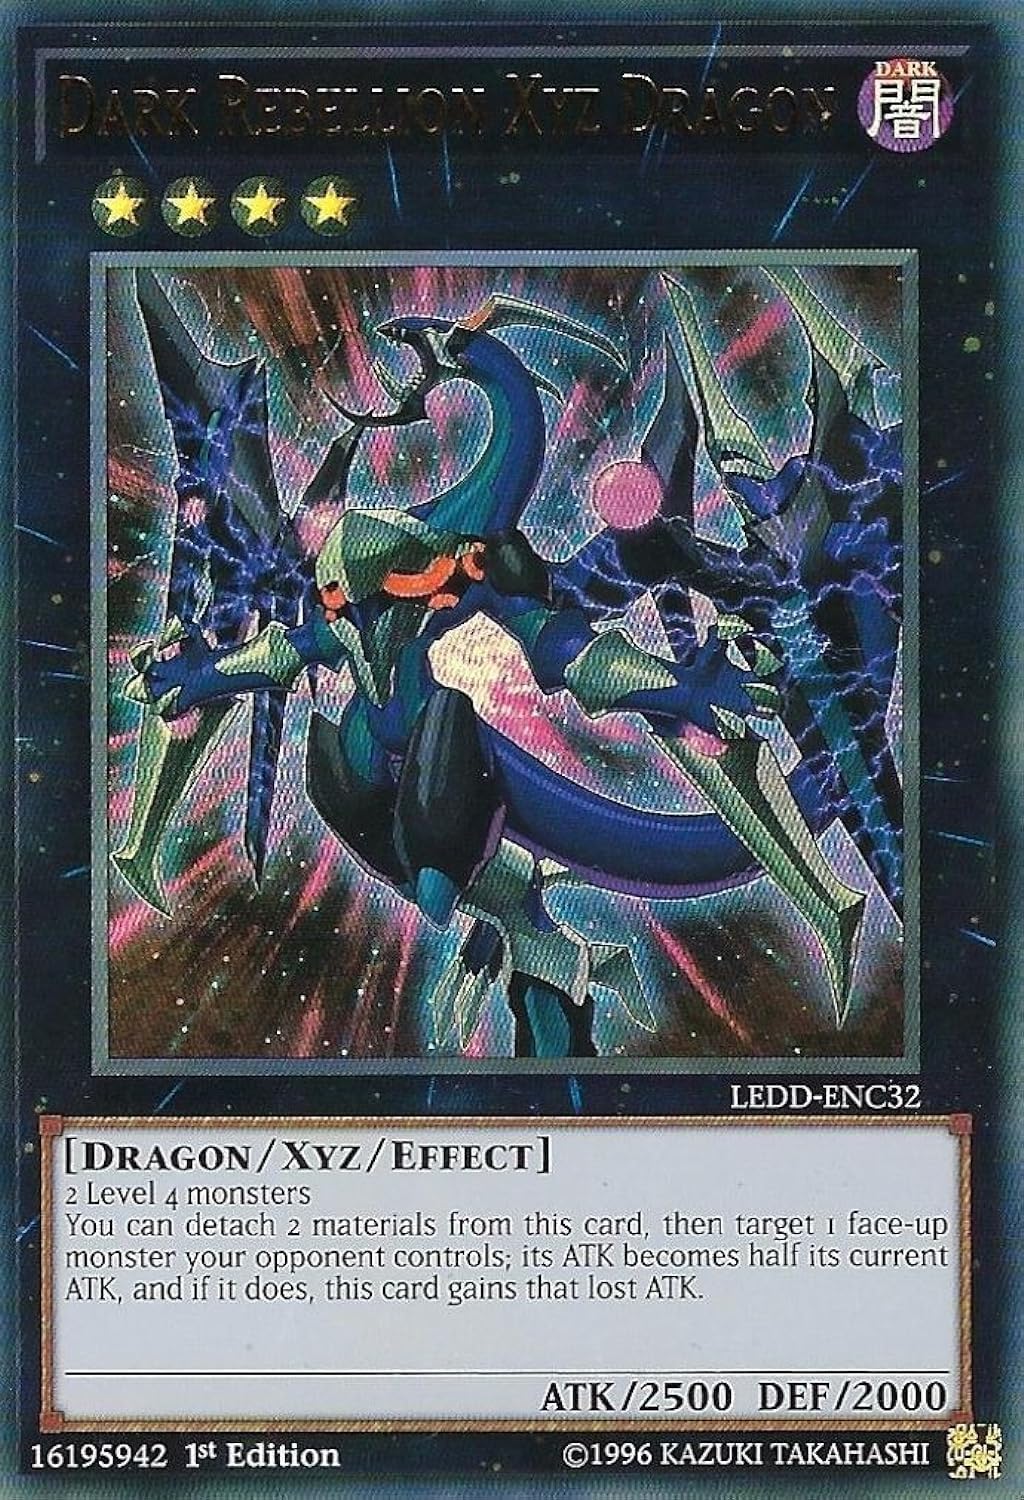 DARK REBELLION XYZ DRAGON
DARK
闇
LEDD-ENC32
[DRAGON/XYZ/EFFECT]
2 Level 4 monsters
You can detach 2 materials from this card, then target 1 face-up
monster your opponent controls; its ATK becomes half its current
ATK, and if it does, this card gains that lost ATK.
ATK/2500 DEF/2000
16195942 1st Edition
©1996 KAZUKI TAKAHASHI